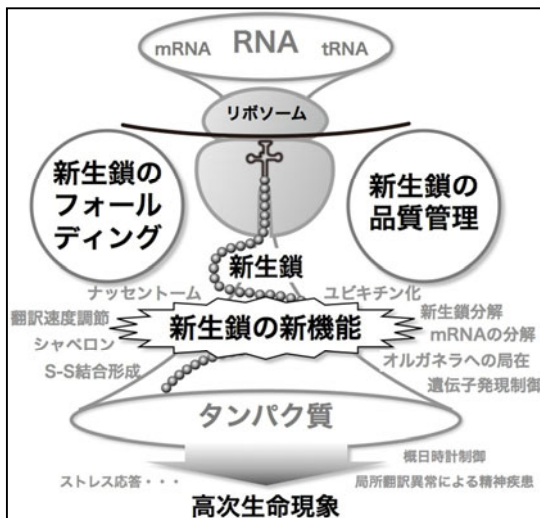 mRNA RNA tRNA
リボソーム
新生鎖の
フォール
ディング
新生鎖の
品質管理
新生鎖
ナッセントーム
ユビキチン化
翻訳速度調節
シャペロン
S-S結合形成
新生鎖の新機能
新生鎖分解
mRNAの分解
オルガネラへの局在
遺伝子発現制御
タンパク質
概日時計制御
ストレス応答・・・
局所翻訳異常による精神疾患
高次生命現象